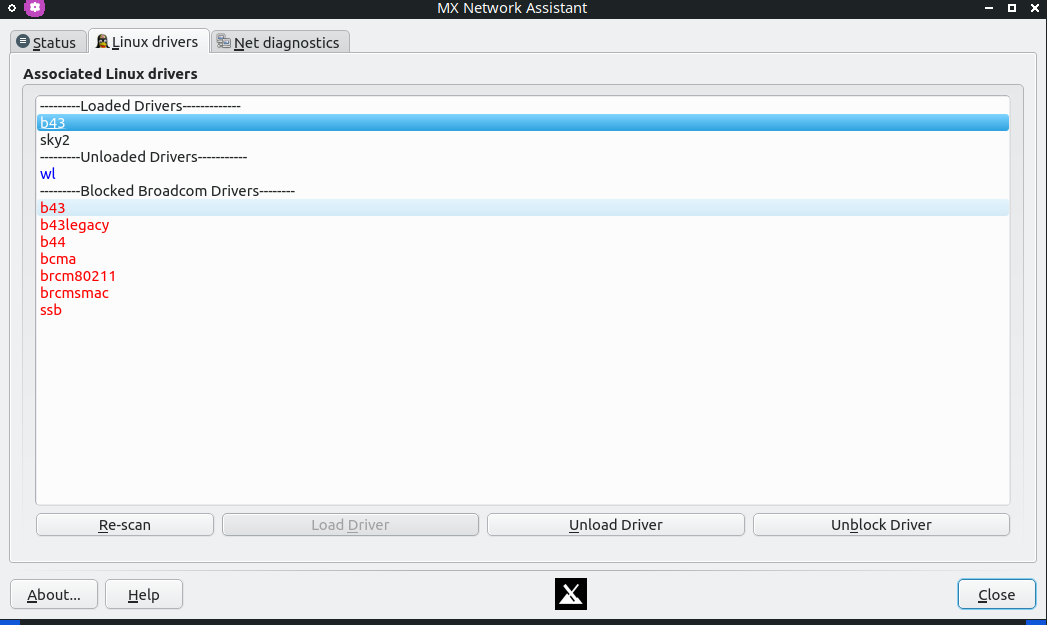 MX Network Assistant
Status Linux drivers Net diagnostics
Associated Linux drivers
---------Loaded Drivers-------------
b43
sky2
---------Unloaded Drivers-----------
wl
---------Blocked Broadcom Drivers--------
b43
b43legacy
b44
bcma
brcm80211
brcmsmac
ssb
Re-scan Load Driver Unload Driver Unblock Driver
About... Help Close